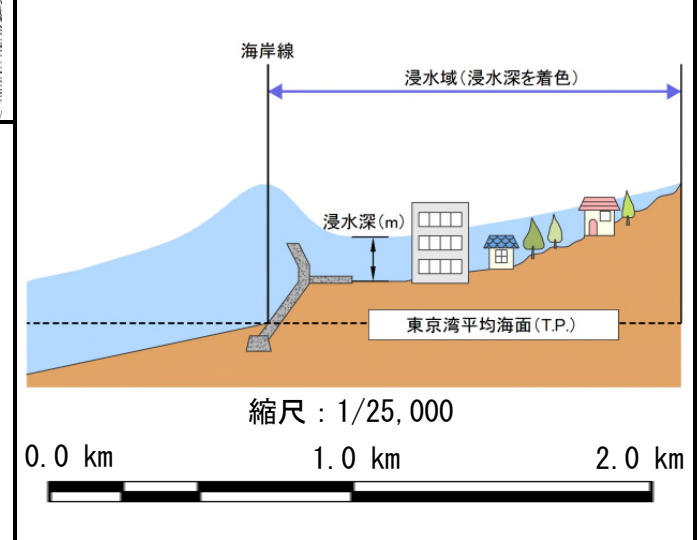 海岸線
浸水域(浸水深を着色)
浸水深(m)
東京湾平均海面(T.P.)
縮尺：1/25,000
0.0 km 1.0 km 2.0 km